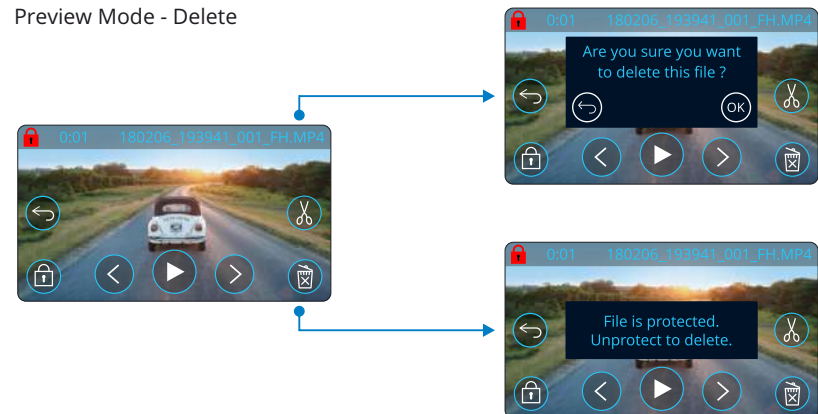 Preview Mode - Delete
0:01 180206_193941_001_FH.MP4
0:01 180206_193941_001_FH.MP4
Are you sure you want
to delete this file ?
OK
0:01 180206_193941_001_FH.MP4
File is protected.
Unprotect to delete.